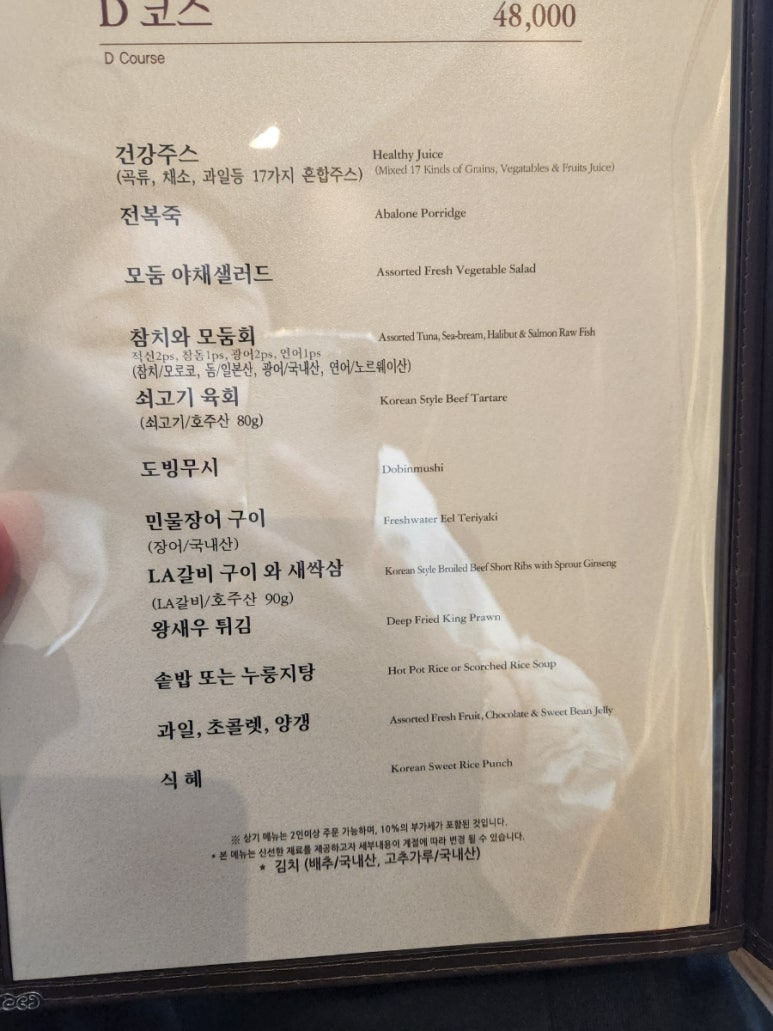 D 코스 48,000
D Course
건강주스 Healthy Juice
(곡류, 채소, 과일등 17가지 혼합주스) (Mixed 17 Kinds of Grains, Vegatables & Fruits Juice)
전복죽 Abalone Porridge
모둠 야채샐러드 Assorted Fresh Vegetable Salad
참치와 모둠회 Assorted Tuna, Sea-bream, Halibut & Salmon Raw Fish
적신2ps, 참돔1ps, 광어2ps, 연어1ps
(참치/모로코, 돔/일본산, 광어/국내산, 연어/노르웨이산)
쇠고기 육회 Korean Style Beef Tartare
(쇠고기/호주산 80g)
도빙무시 Dobinmushi
민물장어 구이 Freshwater Eel Teriyaki
(장어/국내산)
LA갈비 구이 와 새싹삼 Korean Style Broiled Beef Short Ribs with Sprout Ginseng
(LA갈비/호주산 90g)
왕새우 튀김 Deep Fried King Prawn
솥밥 또는 누룽지탕 Hot Pot Rice or Scorched Rice Soup
과일, 초콜렛, 양갱 Assorted Fresh Fruit, Chocolate & Sweet Bean Jelly
식 혜 Korean Sweet Rice Punch
※ 상기 메뉴는 2인이상 주문 가능하며, 10%의 부가세가 포함된 것입니다.
* 본 메뉴는 신선한 재료를 제공하고자 세부내용이 계절에 따라 변경 될 수 있습니다.
* 김치 (배추/국내산, 고추가루/국내산)